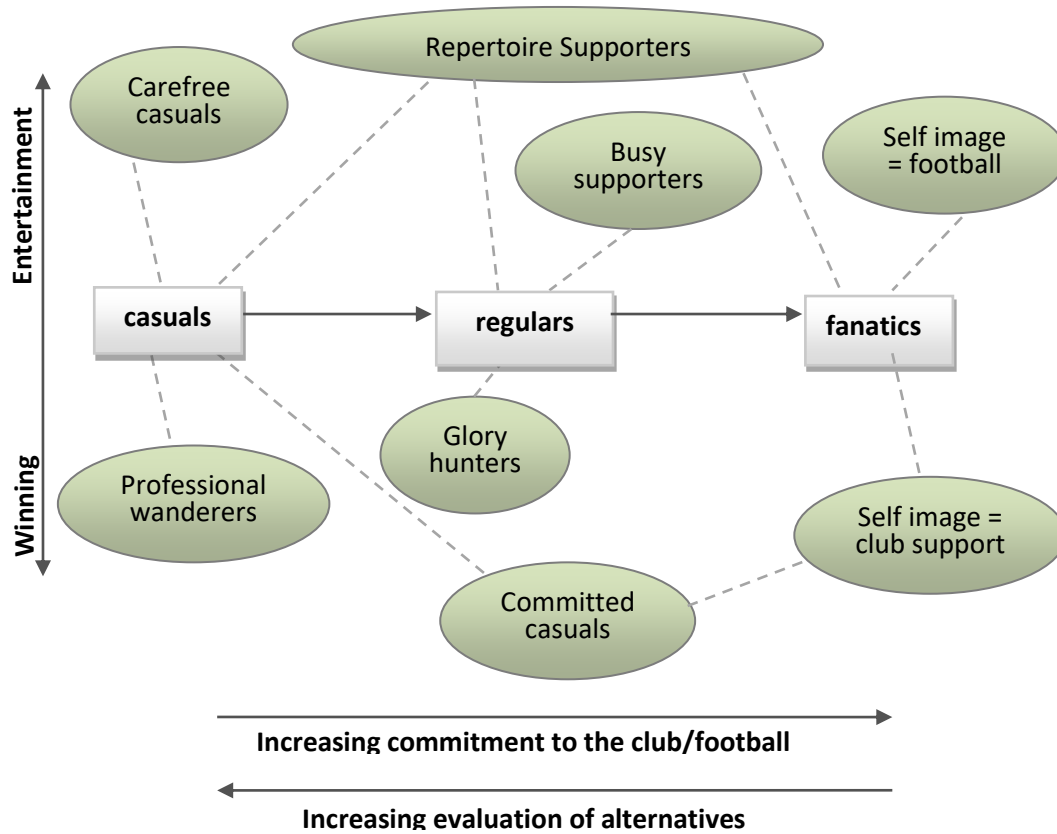 Repertoire Supporters
Carefree
casuals
Busy
supporters
Self image
= football
Entertainment
casuals
regulars
fanatics
Winning
Glory
hunters
Professional
wanderers
Self image =
club support
Committed
casuals
Increasing commitment to the club/football
Increasing evaluation of alternatives